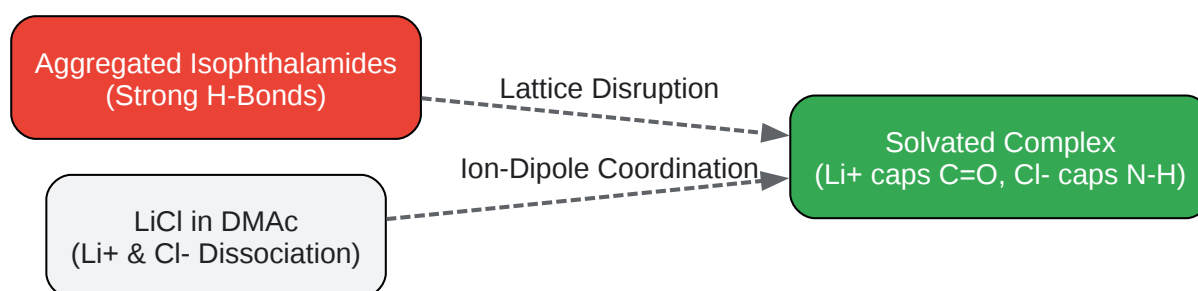 Aggregated Isophthalamides
(Strong H-Bonds)
Lattice Disruption
Solvated Complex
(Li+ caps C=O, Cl- caps N-H)
Ion-Dipole Coordination
LiCl in DMAc
(Li+ & Cl- Dissociation)